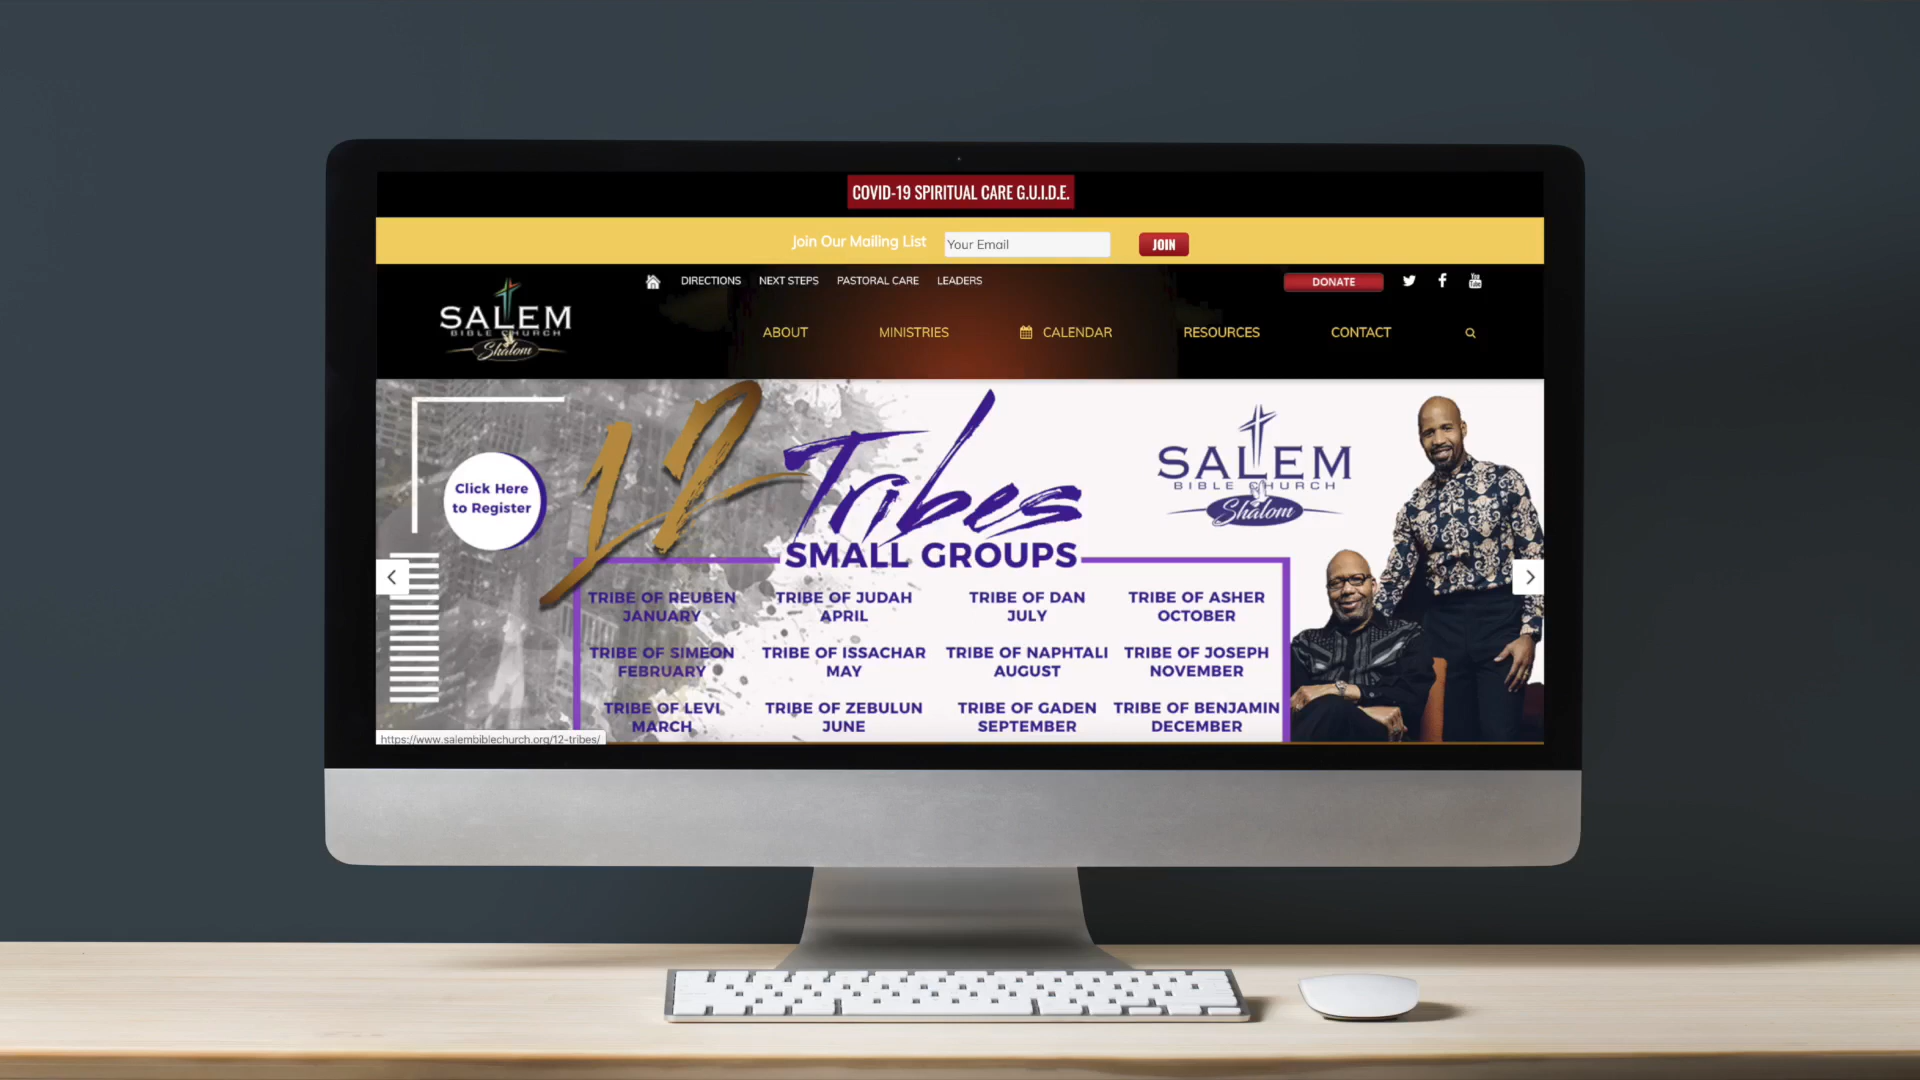 COVID-19 SPIRITUAL CARE G.U.I.D.E.
Join Our Mailing List Your Email JOIN
DIRECTIONS NEXT STEPS PASTORAL CARE LEADERS DONATE
You
Tube
SALEM
BIBLE CHURCH
Shalom
ABOUT MINISTRIES CALENDAR RESOURCES CONTACT
12 Tribes
SMALL GROUPS
Click Here
to Register
SALEM
BIBLE CHURCH
Shalom
TRIBE OF REUBEN
JANUARY
TRIBE OF JUDAH
APRIL
TRIBE OF DAN
JULY
TRIBE OF ASHER
OCTOBER
TRIBE OF SIMEON
FEBRUARY
TRIBE OF ISSACHAR
MAY
TRIBE OF NAPHTALI
AUGUST
TRIBE OF JOSEPH
NOVEMBER
TRIBE OF LEVI
MARCH
TRIBE OF ZEBULUN
JUNE
TRIBE OF GADEN
SEPTEMBER
TRIBE OF BENJAMIN
DECEMBER
https://www.salembiblechurch.org/12-tribes/